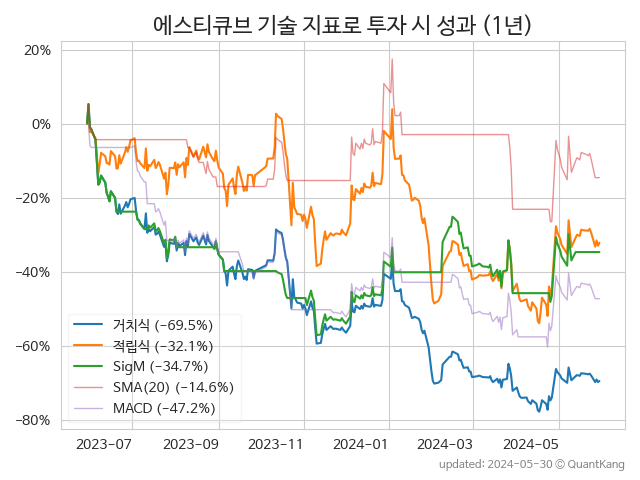 에스티큐브 기술 지표로 투자 시 성과 (1년)
20%
0%
−20%
−40%
−60%
−80%
거치식 (−69.5%)
적립식 (−32.1%)
SigM (−34.7%)
SMA(20) (−14.6%)
MACD (−47.2%)
2023-07 2023-09 2023-11 2024-01 2024-03 2024-05
updated: 2024-05-30 © QuantKang